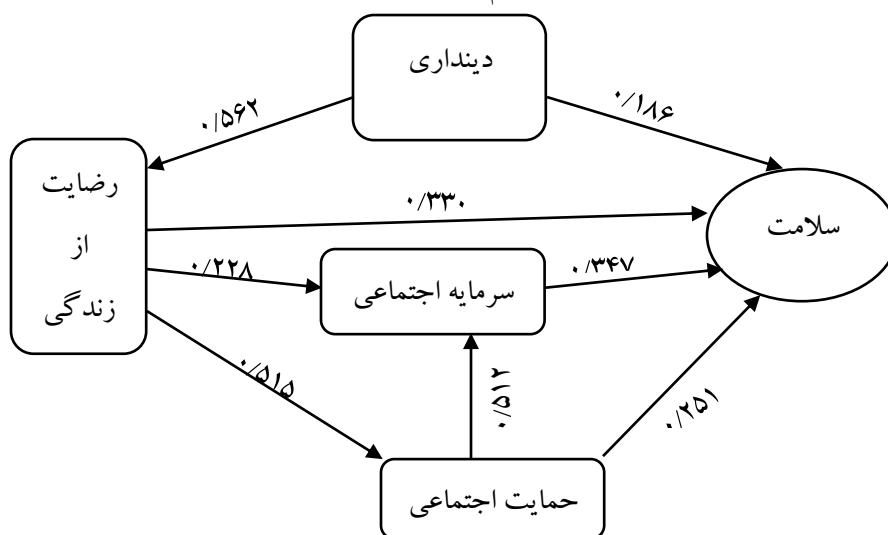 دینداری
۰/۵۶۲
۰/۱۸۶
رضایت
از
زندگی
۰/۳۳۰
سلامت
۰/۲۲۸
سرمایه اجتماعی
۰/۳۴۷
۰/۵۱۵
۰/۵۱۲
۰/۲۵۱
حمایت اجتماعی